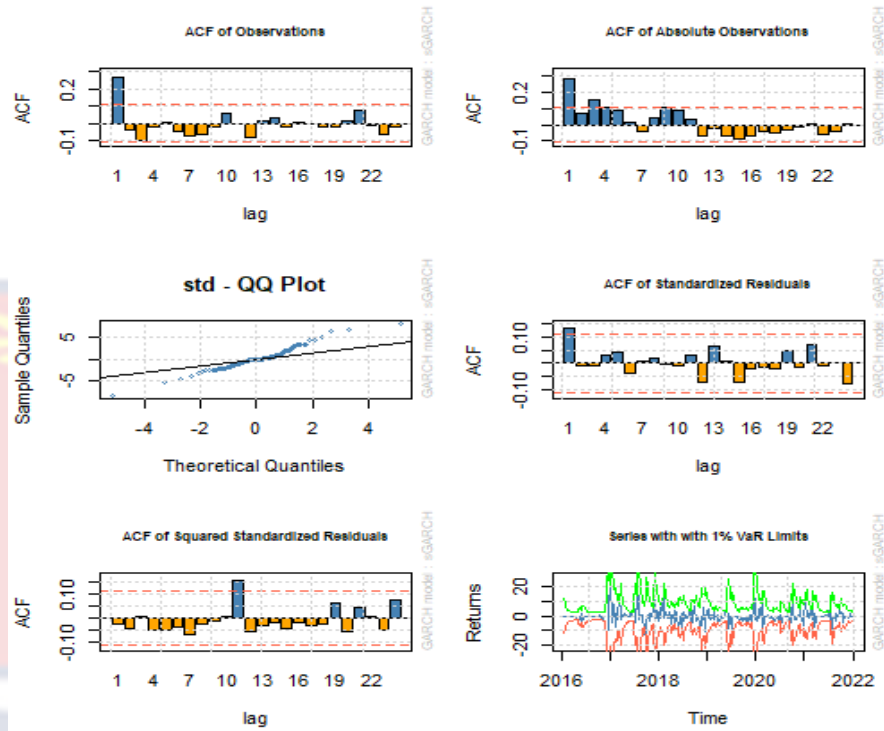 ACF of Observations
ACF
0.2
-0.1
1 4 7 10 13 16 19 22
lag
GARCH model : sGARCH
ACF of Absolute Observations
ACF
0.2
-0.1
1 4 7 10 13 16 19 22
lag
GARCH model : sGARCH
std - QQ Plot
Sample Quantiles
5
-5
-4 -2 0 2 4
Theoretical Quantiles
GARCH model : sGARCH
ACF of Standardized Residuals
ACF
0.10
-0.10
1 4 7 10 13 16 19 22
lag
GARCH model : sGARCH
ACF of Squared Standardized Residuals
ACF
0.10
-0.10
1 4 7 10 13 16 19 22
lag
GARCH model : sGARCH
Series with with 1% VaR Limits
Returns
20
0
-20
2016 2018 2020 2022
Time
GARCH model : sGARCH